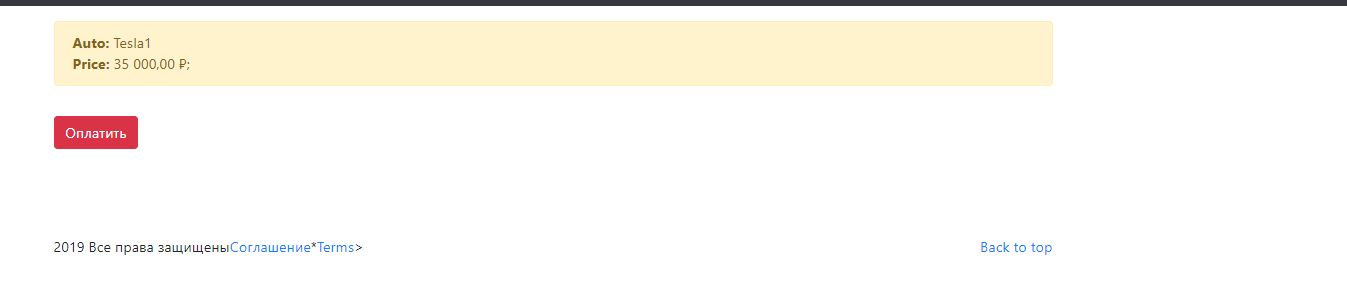 Auto: Tesla1
Price: 35 000,00 ₽;
Оплатить
2019 Все права защищеныСоглашение*Terms>
Back to top